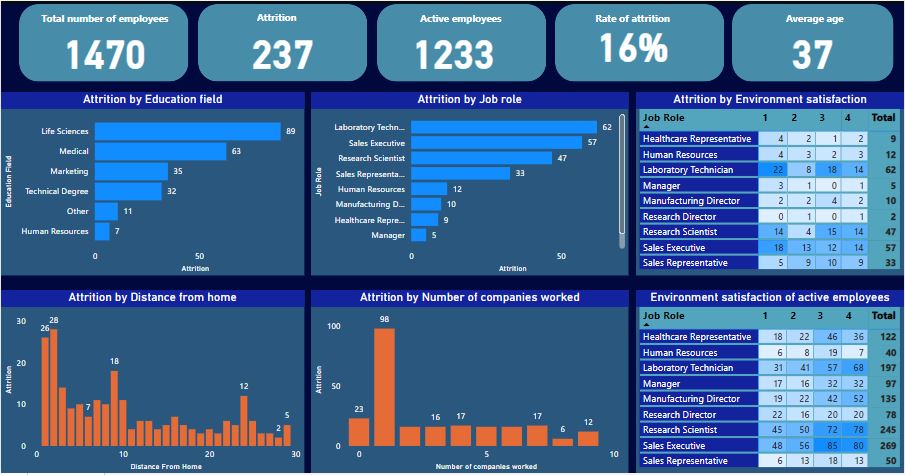 Total number of employees
1470
Attrition
237
Active employees
1233
Rate of attrition
16%
Average age
37
Attrition by Education field
Education Field
Life Sciences 89
Medical 63
Marketing 35
Technical Degree 32
Other 11
Human Resources 7
0 50
Attrition
Attrition by Job role
Job Role
Laboratory Techn... 62
Sales Executive 57
Research Scientist 47
Sales Representa... 33
Human Resources 12
Manufacturing D... 10
Healthcare Repre... 9
Manager 5
0 50
Attrition
Attrition by Environment satisfaction
Job Role 1 2 3 4 Total
Healthcare Representative 4 2 1 2 9
Human Resources 4 3 2 3 12
Laboratory Technician 22 8 18 14 62
Manager 3 1 0 1 5
Manufacturing Director 2 2 4 2 10
Research Director 0 1 0 1 2
Research Scientist 14 4 15 14 47
Sales Executive 18 13 12 14 57
Sales Representative 5 9 10 9 33
Attrition by Distance from home
Attrition
30
20
10
0
26
28
7
18
12
2
5
0 10 20 30
Distance From Home
Attrition by Number of companies worked
Attrition
100
50
0
23
98
16
17
17
6
12
0 5 10
Number of companies worked
Environment satisfaction of active employees
Job Role 1 2 3 4 Total
Healthcare Representative 18 22 46 36 122
Human Resources 6 8 19 7 40
Laboratory Technician 31 41 57 68 197
Manager 17 16 32 32 97
Manufacturing Director 19 22 42 52 135
Research Director 22 16 20 20 78
Research Scientist 45 50 72 78 245
Sales Executive 48 56 85 80 269
Sales Representative 6 13 18 13 50